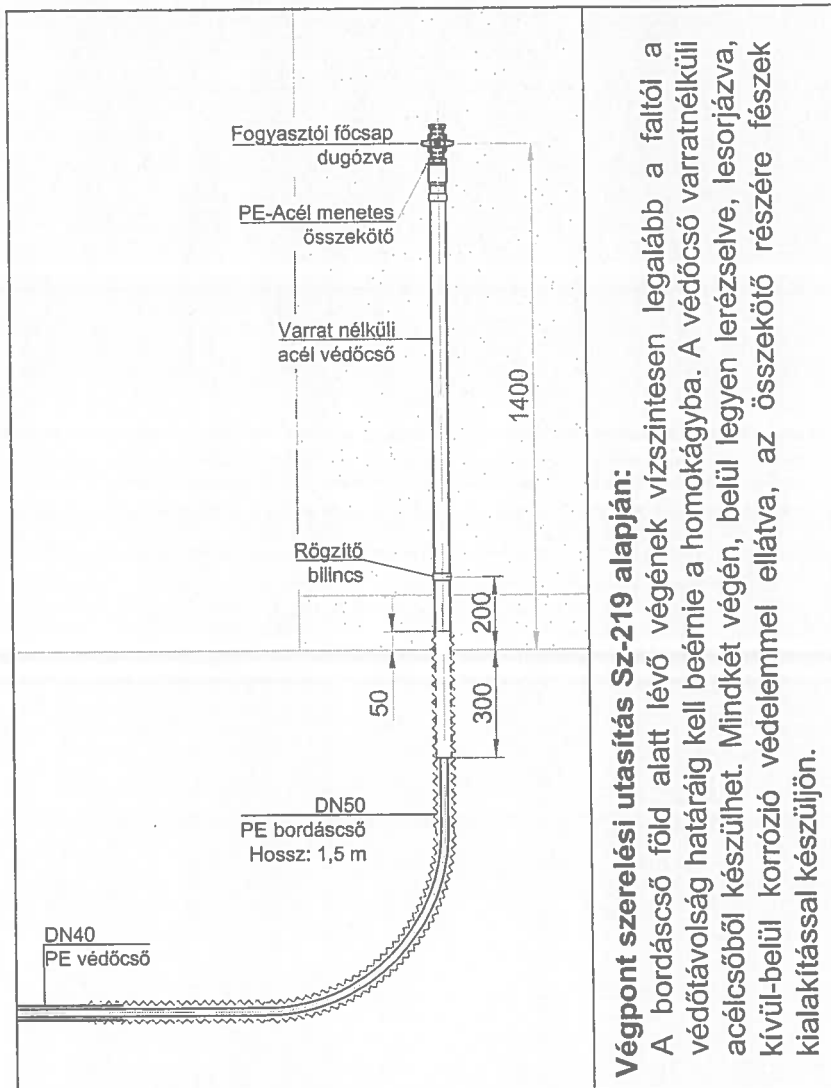 Fogyasztói főcsap
dugózva
PE-Acél menetes
összekötő
Varrat nélküli
acél védőcső
1400
Rögzítő
bilincs
200
50
300
DN50
PE bordáscső
Hossz: 1,5 m
DN40
PE védőcső
Végpont szerelési utasítás Sz-219 alapján:
A bordáscső föld alatt lévő végének vízszintesen legalább a faltól a
védőtávolság határáig kell beérnie a homokágyba. A védőcső varratnélküli
acélcsőből készülhet. Mindkét végén, belül legyen lerézselve, lesorjázva,
kívül-belül korrózió védelemmel ellátva, az összekötő részére fészek
kialakítással készüljön.